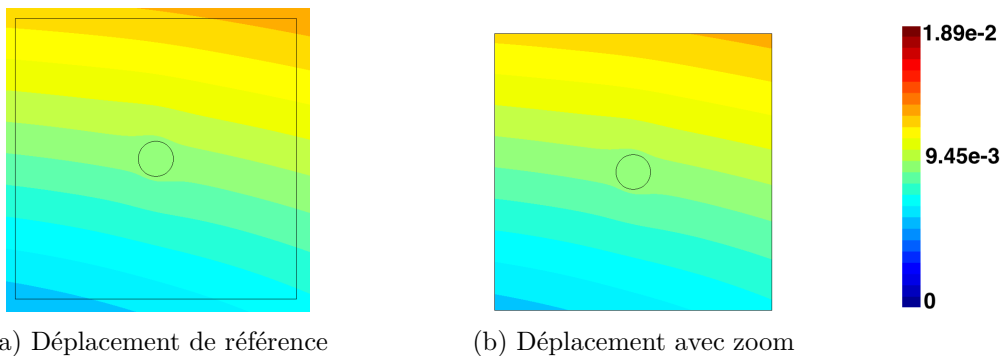 1.89e-2
9.45e-3
0
a) Déplacement de référence
(b) Déplacement avec zoom